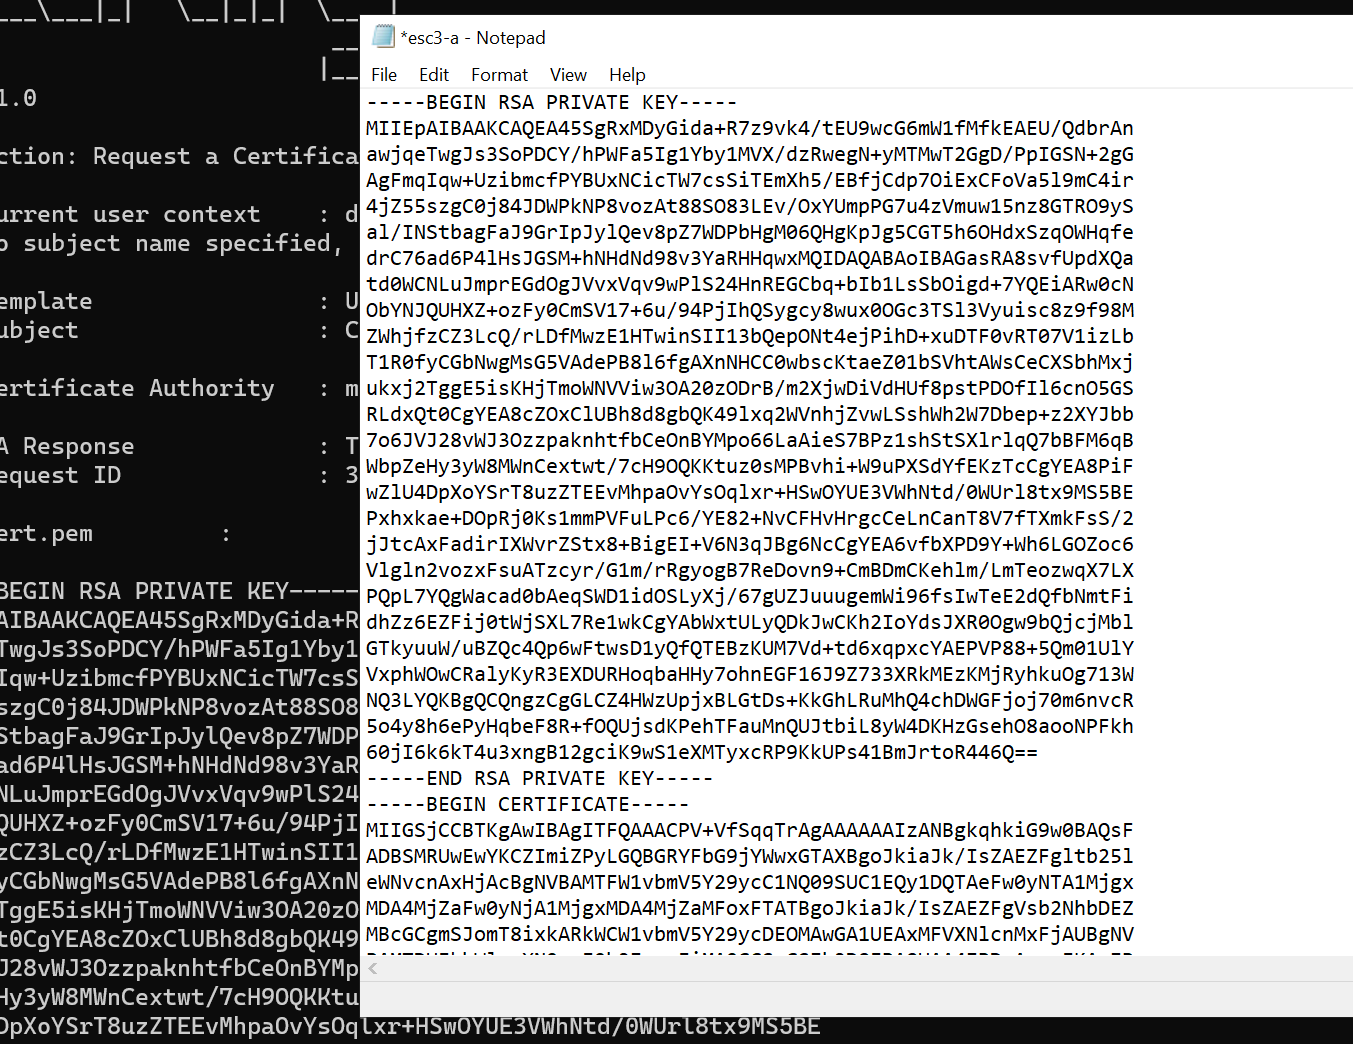 1.0
ction: Request a Certifica
urrent user context : d
o subject name specified,
emplate : U
ubject : C
ertificate Authority : m
A Response : T
equest ID : 3
ert.pem :
BEGIN RSA PRIVATE KEY-----
AIBAAKCAQEA45SgRxMDyGida+R
TwgJs3SoPDCY/hPWFa5Ig1Yby1
Iqw+UzibmcfPYBUxNCicTW7csS
szgC0j84JDWPkNP8vozAt88SO8
StbagFaJ9GrIpJylQev8pZ7WDP
ad6P4lHsJGSM+hNHdNd98v3YaR
NLuJmprEGdOgJVvxVqv9wPlS24
QUHXZ+ozFy0CmSV17+6u/94PjI
zCZ3LcQ/rLDfMwzE1HTwinSII1
yCGbNwgMsG5VAdePB8l6fgAXnN
TggE5isKHjTmoWNVViw3OA20zO
t0CgYEA8cZOxClUBh8d8gbQK49
J28vWJ3OzzpaknhtfbCeOnBYMp
Hy3yW8MWnCextwt/7cH9OQKKtu
DpXoYSrT8uzZTEEvMhpaOvYsOqlxr+HSwOYUE3VWhNtd/0WUrl8tx9MS5BE
*esc3-a - Notepad
File Edit Format View Help
-----BEGIN RSA PRIVATE KEY-----
MIIEpAIBAAKCAQEA45SgRxMDyGida+R7z9vk4/tEU9wcG6mW1fMfkEAEU/QdbrAn
awjqeTwgJs3SoPDCY/hPWFa5Ig1Yby1MVX/dzRwegN+yMTMwT2GgD/PpIGSN+2gG
AgFmqIqw+UzibmcfPYBUxNCicTW7csSiTEmXh5/EBfjCdp7OiExCFoVa5l9mC4ir
4jZ55szgC0j84JDWPkNP8vozAt88SO83LEv/OxYUmpPG7u4zVmuw15nz8GTRO9yS
al/INStbagFaJ9GrIpJylQev8pZ7WDPbHgM06QHgKpJg5CGT5h6OHdxSzqOWHqfe
drC76ad6P4lHsJGSM+hNHdNd98v3YaRHHqwxMQIDAQABAoIBAGasRA8svfUpdXQa
td0WCNLuJmprEGdOgJVvxVqv9wPlS24HnREGCbq+bIb1LsSbOigd+7YQEiARw0cN
ObYNJQUHXZ+ozFy0CmSV17+6u/94PjIhQSygcy8wux0OGc3TSl3Vyuisc8z9f98M
ZWhjfzCZ3LcQ/rLDfMwzE1HTwinSII13bQepONt4ejPihD+xuDTF0vRT07V1izLb
T1R0fyCGbNwgMsG5VAdePB8l6fgAXnNHCC0wbscKtaeZ01bSVhtAWsCeCXSbhMxj
ukxj2TggE5isKHjTmoWNVViw3OA20zODrB/m2XjwDiVdHUf8pstPDOfIl6cnO5GS
RLdxQt0CgYEA8cZOxClUBh8d8gbQK49lxq2WVnhjZvwLSshWh2W7Dbep+z2XYJbb
7o6JVJ28vWJ3OzzpaknhtfbCeOnBYMpo66LaAieS7BPz1shStSXlrlqQ7bBFM6qB
WbpZeHy3yW8MWnCextwt/7cH9OQKKtuz0sMPBvhi+W9uPXSdYfEKzTcCgYEA8PiF
wZlU4DpXoYSrT8uzZTEEvMhpaOvYsOqlxr+HSwOYUE3VWhNtd/0WUrl8tx9MS5BE
Pxhxkae+DOpRj0Ks1mmPVFuLPc6/YE82+NvCFHvHrgcCeLnCanT8V7fTXmkFsS/2
jJtcAxFadirIXWvrZStx8+BigEI+V6N3qJBg6NcCgYEA6vfbXPD9Y+Wh6LGOZoc6
Vlgln2vozxFsuATzcyr/G1m/rRgyogB7ReDovn9+CmBDmCKehlm/LmTeozwqX7LX
PQpL7YQgWacad0bAeqSWD1idOSLyXj/67gUZJuuugemWi96fsIwTeE2dQfbNmtFi
dhZz6EZFij0tWjSXL7Re1wkCgYAbWxtULyQDkJwCKh2IoYdsJXR0Ogw9bQjcjMbl
GTkyuuW/uBZQc4Qp6wFtwsD1yQfQTEBzKUM7Vd+td6xqpxcYAEPVP88+5Qm01UlY
VxphWOwCRalyKyR3EXDURHoqbaHHy7ohnEGF16J9Z733XRkMEzKMjRyhkuOg713W
NQ3LYQKBgQCQngzCgGLCZ4HWzUpjxBLGtDs+KkGhLRuMhQ4chDWGFjoj70m6nvcR
5o4y8h6ePyHqbeF8R+fOQUjsdKPehTFauMnQUJtbiL8yW4DKHzGsehO8aooNPFkh
60jI6k6kT4u3xngB12gciK9wS1eXMTyxcRP9KkUPs41BmJrtoR446Q==
-----END RSA PRIVATE KEY-----
-----BEGIN CERTIFICATE-----
MIIGSjCCBTKgAwIBAgITFQAAACPV+VfSqqTrAgAAAAAAIzANBgkqhkiG9w0BAQsF
ADBSMRUwEwYKCZImiZPyLGQBGRYFbG9jYWwxGTAXBgoJkiaJk/IsZAEZFgltb25l
eWNvcnAxHjAcBgNVBAMTFW1vbmV5Y29ycC1NQ09SUC1EQy1DQTAeFw0yNTA1Mjgx
MDA4MjZaFw0yNjA1MjgxMDA4MjZaMFoxFTATBgoJkiaJk/IsZAEZFgVsb2NhbDEZ
MBcGCgmSJomT8ixkARkWCW1vbmV5Y29ycDEOMAwGA1UEAxMFVXNlcnMxFjAUBgNV